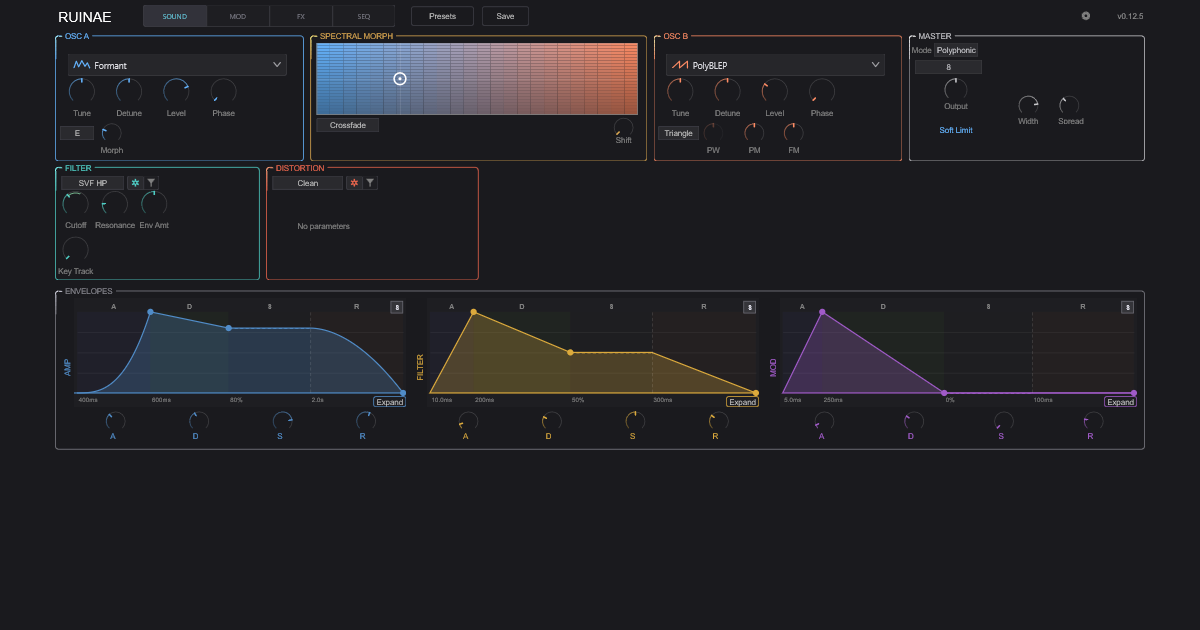 RUINAE
SOUND MOD FX SEQ Presets Save v0.12.5
OSC A
Formant
Tune Detune Level Phase
E
Morph
SPECTRAL MORPH
Crossfade
Shift
OSC B
PolyBLEP
Tune Detune Level Phase
Triangle
PW PM FM
MASTER
Mode Polyphonic
8
Output
Width Spread
Soft Limit
FILTER
SVF HP
Cutoff Resonance Env Amt
Key Track
DISTORTION
Clean
No parameters
ENVELOPES
A D S R
AMP
400ms 600ms 80% 2.0s
Expand
A D S R
A D S R
FILTER
10.0ms 200ms 50% 300ms
Expand
A D S R
A D S R
MOD
5.0ms 250ms 0% 100ms
Expand
A D S R